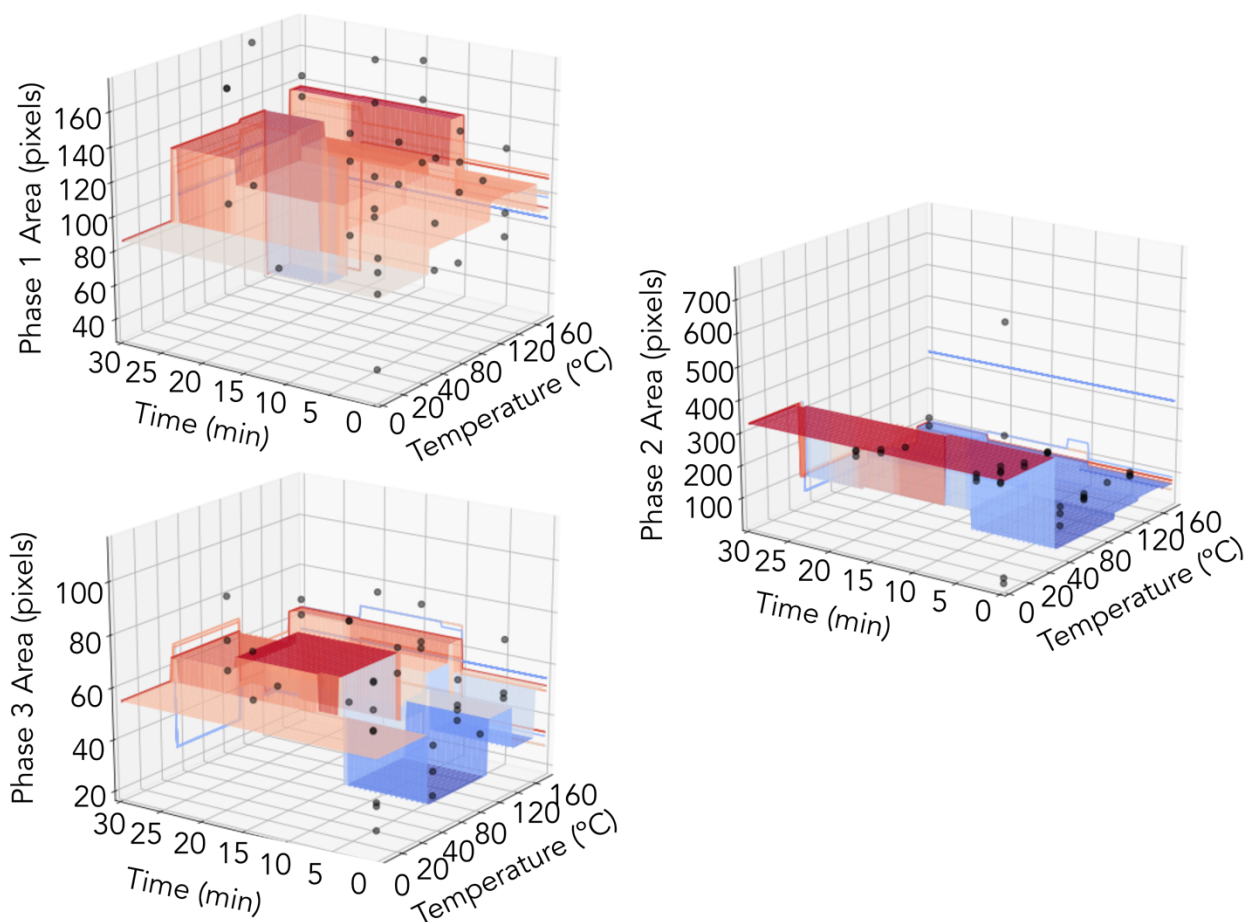 Phase 1 Area (pixels)
160
140
120
100
80
60
40
30 25 20 15 10 5 0
Time (min)
0 20 40 80 120 160
Temperature (°C)
Phase 2 Area (pixels)
700
600
500
400
300
200
100
30 25 20 15 10 5 0
Time (min)
0 20 40 80 120 160
Temperature (°C)
Phase 3 Area (pixels)
100
80
60
40
20
30 25 20 15 10 5 0
Time (min)
0 20 40 80 120 160
Temperature (°C)